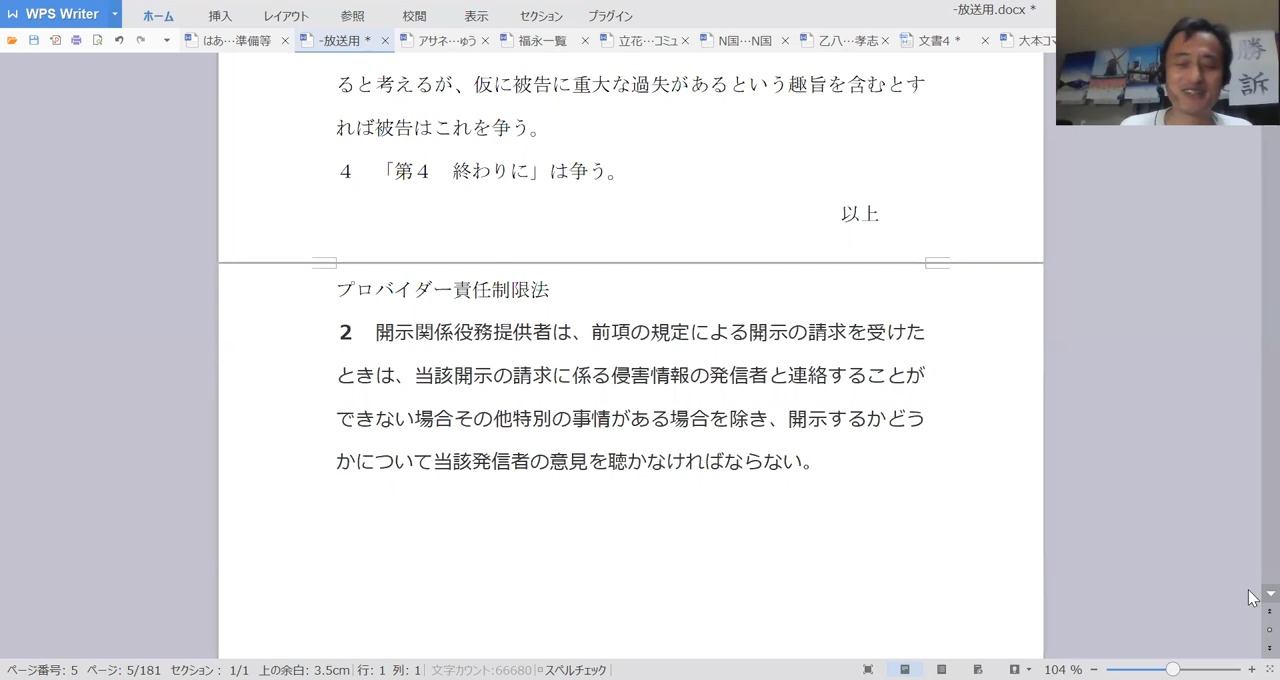 WPS Writer
ホーム
挿入
レイアウト
参照
校閲
表示
セクション
プラグイン
-放送用.docx *
はあ…準備等
-放送用 *
アサネ…ゆう
福永一覧
立花…コミュ
N国…N国
乙八…孝志
文書4 *
大本コマ
ると考えるが、仮に被告に重大な過失があるという趣旨を含むとす
れば被告はこれを争う。
4 「第4 終わりに」は争う。
以上
プロバイダー責任制限法
2 開示関係役務提供者は、前項の規定による開示の請求を受けた
ときは、当該開示の請求に係る侵害情報の発信者と連絡することが
できない場合その他特別の事情がある場合を除き、開示するかどう
かについて当該発信者の意見を聴かなければならない。
勝
訴
ページ番号: 5 ページ: 5/181 セクション: 1/1 上の余白: 3.5cm 行: 1 列: 1 文字カウント:66680 スペルチェック
104 %